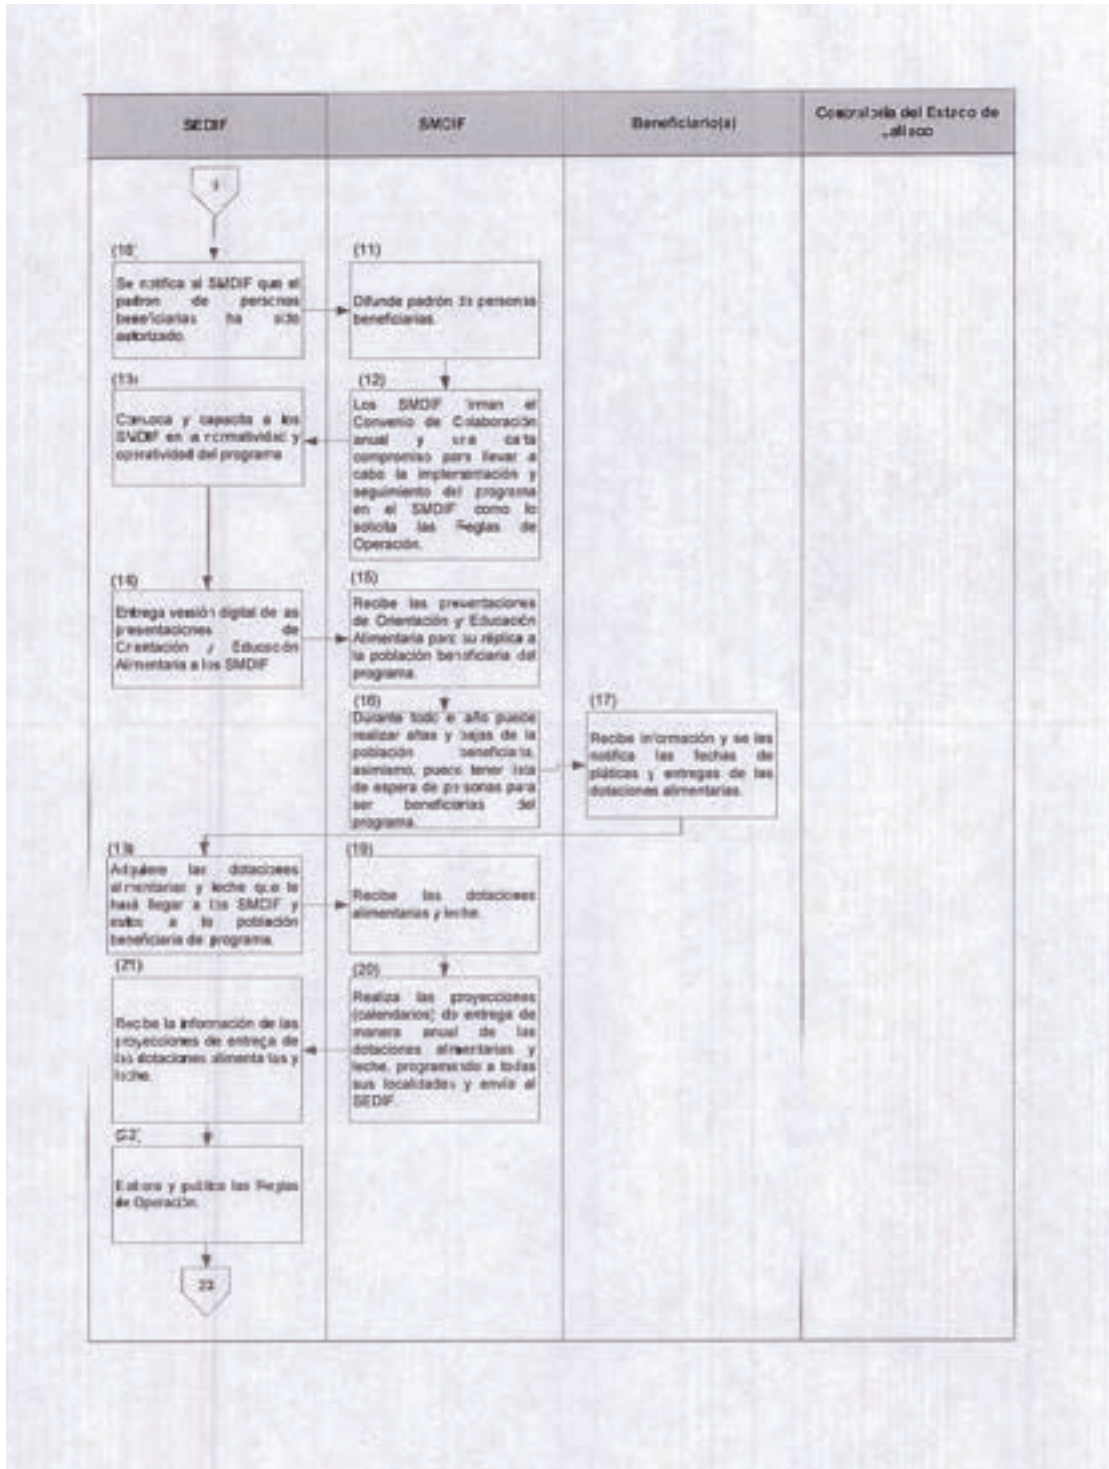 SEDIF
SMDIF
Beneficiario(a)
Contraloría del Estado de
Jalisco
9
(10)
Se notifica al SMDIF que el
padron de personas
beneficiarias ha sido
autorizado.
(11)
Difunde padrón de personas
beneficiarias.
(13)
Convoca y capacita a los
SMDIF en la normatividad y
operatividad del programa
(12)
Los SMDIF firman el
Convenio de Colaboración
anual y una carta
compromiso para llevar a
cabo la implementación y
seguimiento del programa
en el SMDIF como lo
solicita las Reglas de
Operación.
(14)
Entrega versión digital de las
presentaciones de
Orientación y Educación
Alimentaria a los SMDIF
(15)
Recibe las presentaciones
de Orientación y Educación
Alimentaria para su réplica a
la población beneficiaria del
programa.
(16)
Durante todo el año puede
realizar altas y bajas de la
población beneficiaria,
asimismo, puede tener lista
de espera de personas para
ser beneficiarias del
programa.
(17)
Recibe información y se les
notifica las fechas de
pláticas y entregas de las
dotaciones alimentarias.
(18)
Adquiere las dotaciones
alimentarias y leche que le
hará llegar a los SMDIF y
estos a la población
beneficiaria de programa.
(19)
Recibe las dotaciones
alimentarias y leche.
(21)
Recibe la información de las
proyecciones de entrega de
las dotaciones alimentarias y
leche.
(20)
Realiza las proyecciones
(calendarios) de entrega de
manera anual de las
dotaciones alimentarias y
leche, programando a todas
sus localidades y envía al
SEDIF.
(22)
Elabora y publica las Reglas
de Operación.
23